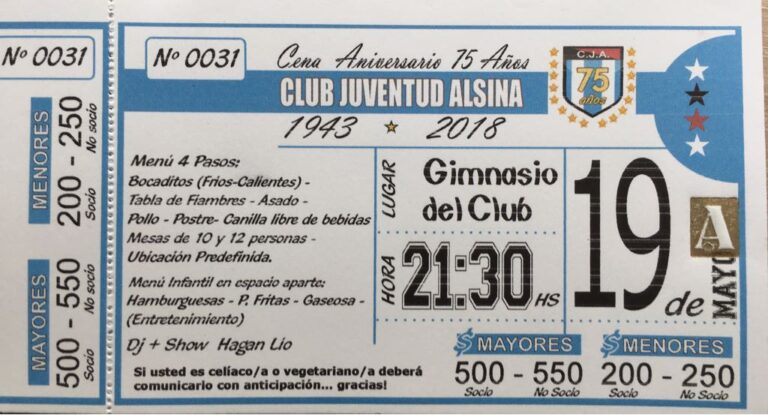 Nº 0031
MENORES
200 - 250
Socio No socio
MAYORES
500 - 550
Socio No socio
Nº 0031
Cena Aniversario 75 Años
CLUB JUVENTUD ALSINA
1943 2018
C.J.A.
75
años
Menú 4 Pasos:
Bocaditos (Frios-Calientes) -
Tabla de Fiambres - Asado -
Pollo - Postre- Canilla libre de bebidas
Mesas de 10 y 12 personas -
Ubicación Predefinida.
Menú Infantil en espacio aparte:
Hamburguesas - P. Fritas - Gaseosa -
(Entretenimiento)
Dj + Show Hagan Lio
Si usted es celíaco/a o vegetariano/a deberá
comunicarlo con anticipación... gracias!
LUGAR
Gimnasio
del Club
HORA
21:30 HS
19 de
MAYO
A
$ MAYORES
500 - 550
Socio No Socio
$ MENORES
200 - 250
Socio No Socio